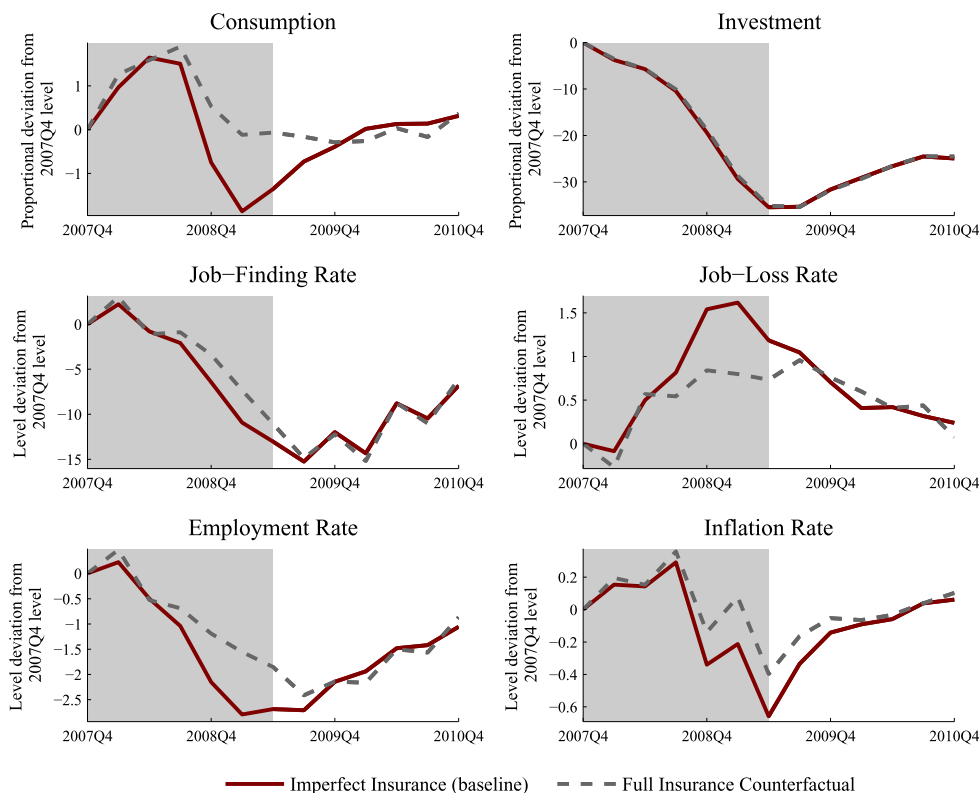 Consumption
Proportional deviation from
2007Q4 level
1
0
−1
2007Q4 2008Q4 2009Q4 2010Q4
Investment
Proportional deviation from
2007Q4 level
0
−10
−20
−30
2007Q4 2008Q4 2009Q4 2010Q4
Job−Finding Rate
Level deviation from
2007Q4 level
0
−5
−10
−15
2007Q4 2008Q4 2009Q4 2010Q4
Job−Loss Rate
Level deviation from
2007Q4 level
1.5
1
0.5
0
2007Q4 2008Q4 2009Q4 2010Q4
Employment Rate
Level deviation from
2007Q4 level
0
−0.5
−1
−1.5
−2
−2.5
2007Q4 2008Q4 2009Q4 2010Q4
Inflation Rate
Level deviation from
2007Q4 level
0.2
0
−0.2
−0.4
−0.6
2007Q4 2008Q4 2009Q4 2010Q4
Imperfect Insurance (baseline) Full Insurance Counterfactual